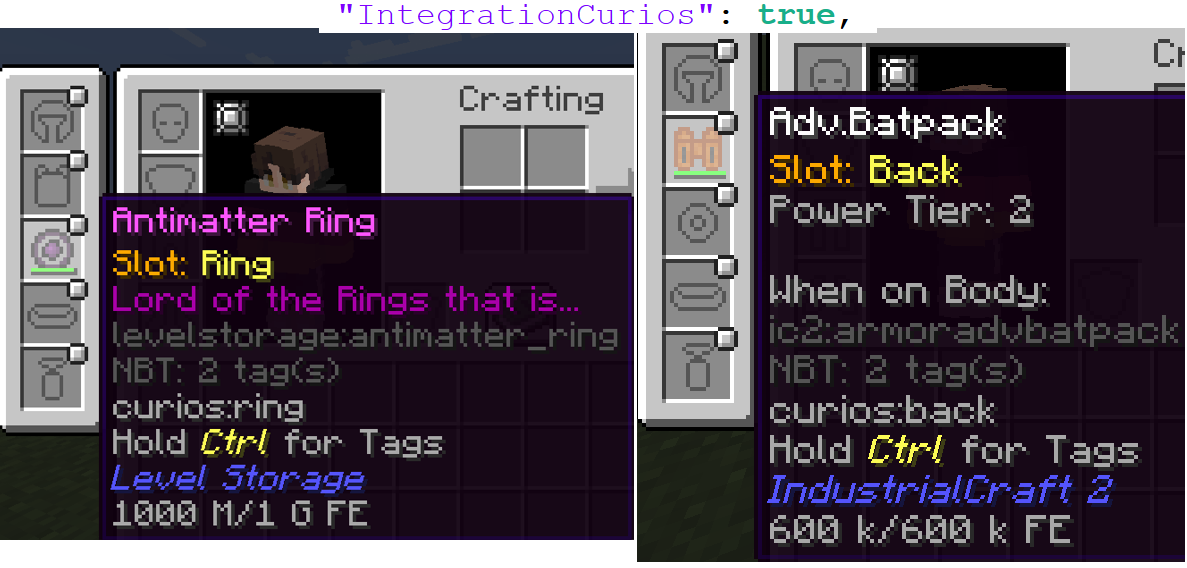 "IntegrationCurios": true,
Crafting
Antimatter Ring
Slot: Ring
Lord of the Rings that is...
levelstorage:antimatter_ring
NBT: 2 tag(s)
curios:ring
Hold Ctrl for Tags
Level Storage
1000 M/1 G FE
Cr
Adv.Batpack
Slot: Back
Power Tier: 2
When on Body:
ic2:armoradvbatpack
NBT: 2 tag(s)
curios:back
Hold Ctrl for Tags
IndustrialCraft 2
600 k/600 k FE